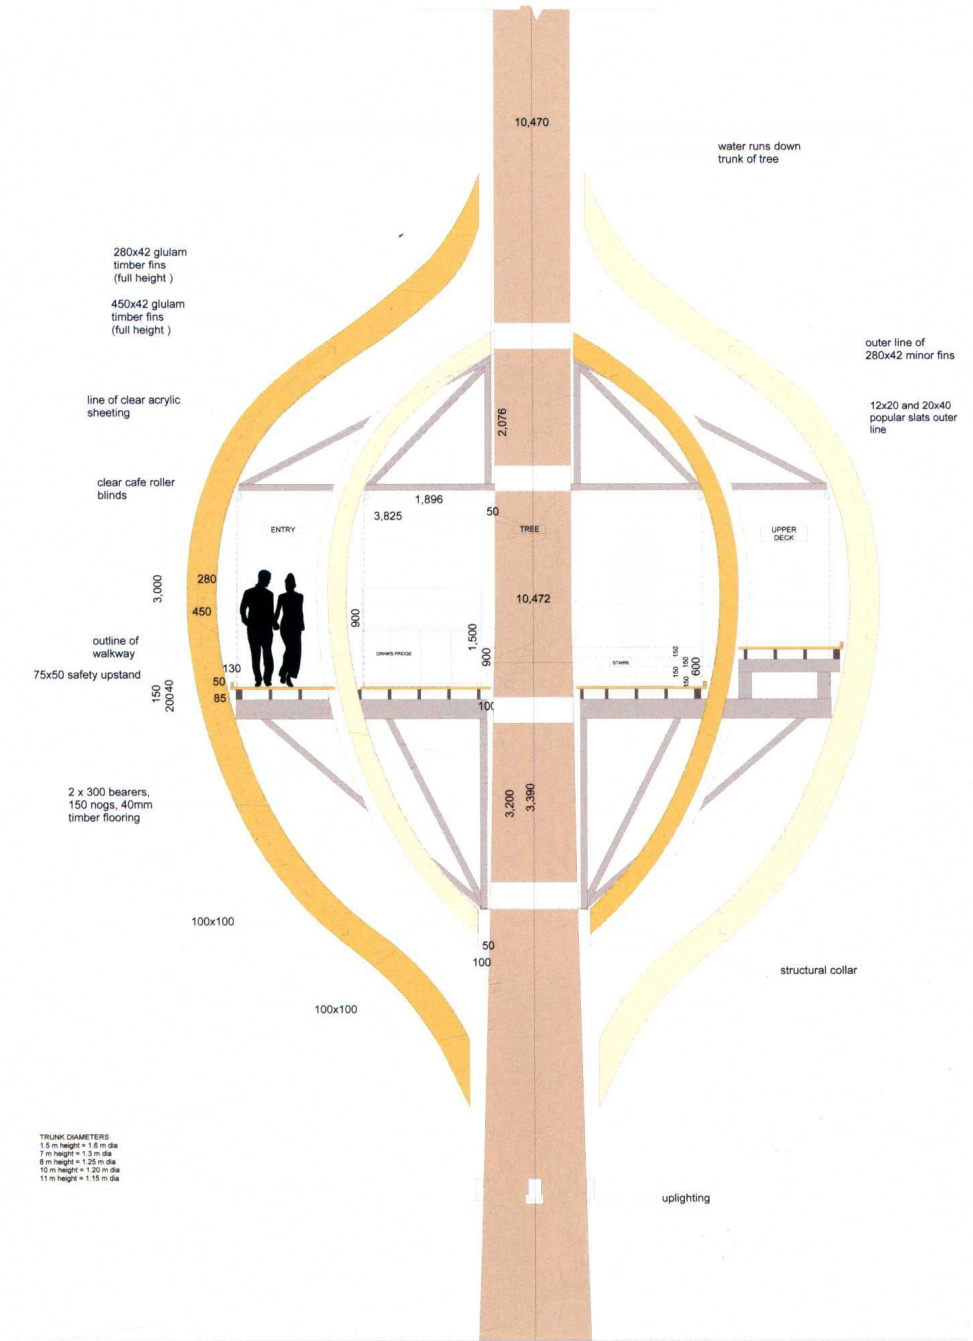 10,470
water runs down
trunk of tree
280x42 glulam
timber fins
(full height )
450x42 glulam
timber fins
(full height )
outer line of
280x42 minor fins
line of clear acrylic
sheeting
12x20 and 20x40
popular slats outer
line
2,076
clear cafe roller
blinds
1,896
3,825
50
ENTRY
TREE
UPPER
DECK
3,000
280
450
10,472
900
1,500
900
DRINKS FRIDGE
STAIRS
150
150
150
150
600
outline of
walkway
75x50 safety upstand
130
50
85
150
200
40
100
2 x 300 bearers,
150 nogs, 40mm
timber flooring
3,200
3,390
100x100
50
100
structural collar
100x100
TRUNK DIAMETERS
1.5 m height = 1.6 m dia
7 m height = 1.3 m dia
8 m height = 1.25 m dia
10 m height = 1.20 m dia
11 m height = 1.15 m dia
uplighting